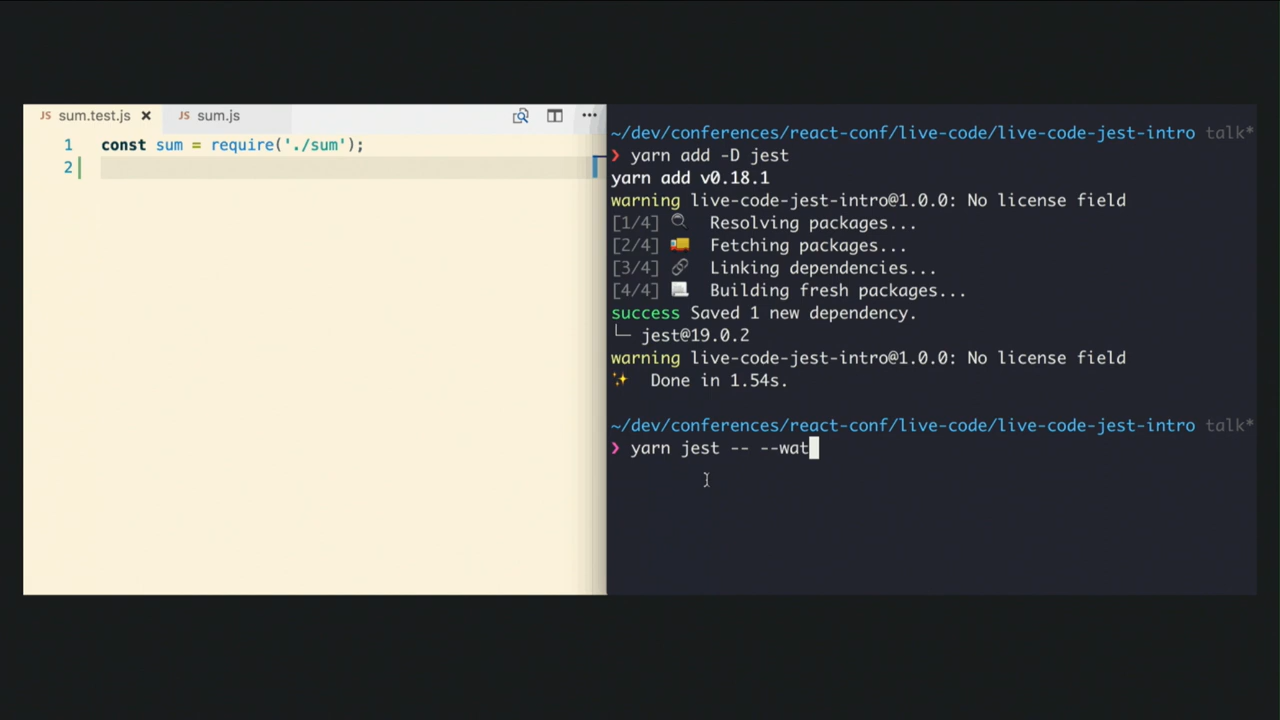 JS sum.test.js JS sum.js
1 const sum = require('./sum');
2
~/dev/conferences/react-conf/live-code/live-code-jest-intro talk*
❯ yarn add -D jest
yarn add v0.18.1
warning live-code-jest-intro@1.0.0: No license field
[1/4] 🔍 Resolving packages...
[2/4] 🚚 Fetching packages...
[3/4] 🔗 Linking dependencies...
[4/4] 📃 Building fresh packages...
success Saved 1 new dependency.
└─ jest@19.0.2
warning live-code-jest-intro@1.0.0: No license field
✨ Done in 1.54s.
~/dev/conferences/react-conf/live-code/live-code-jest-intro talk*
❯ yarn jest -- --wat